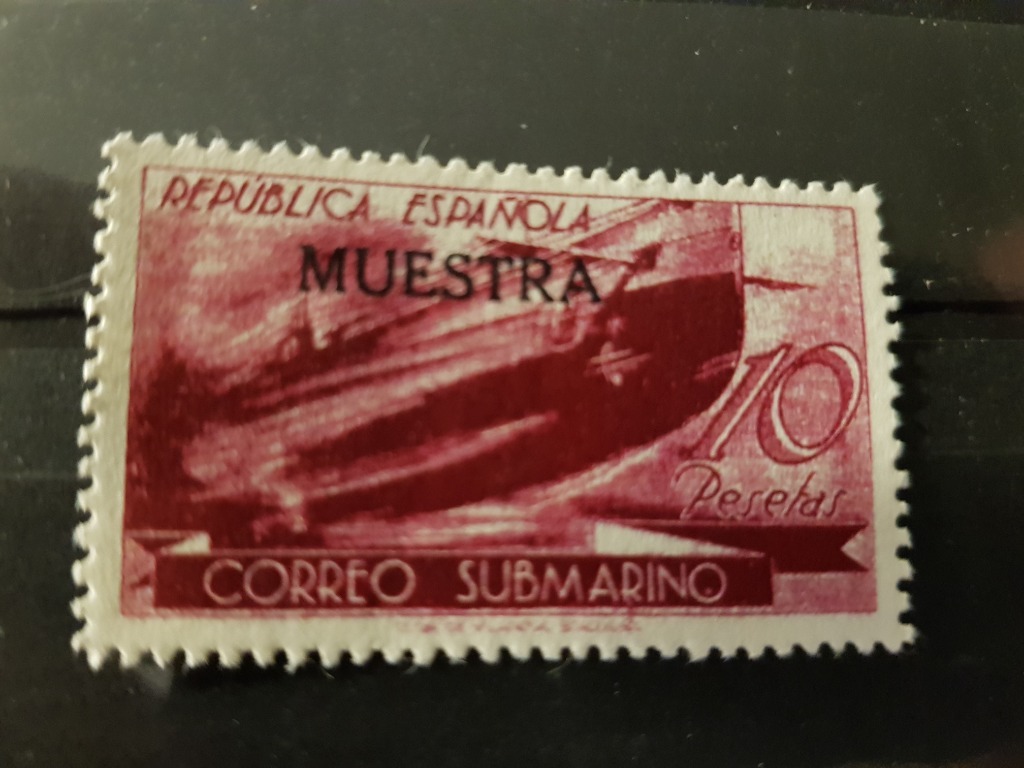 REPÚBLICA ESPAÑOLA
MUESTRA
10
Pesetas
CORREO SUBMARINO